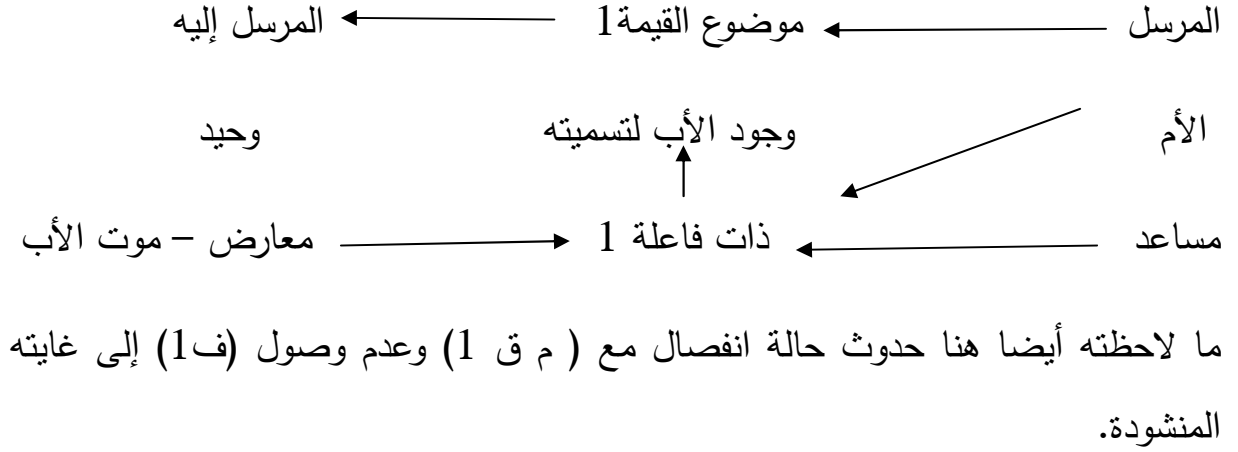 المرسل موضوع القيمة1 المرسل إليه
الأم وجود الأب لتسميته وحيد
مساعد ذات فاعلة 1 معارض – موت الأب
ما لاحظته أيضا هنا حدوث حالة انفصال مع ( م ق 1) وعدم وصول (ف1) إلى غايته
المنشودة.